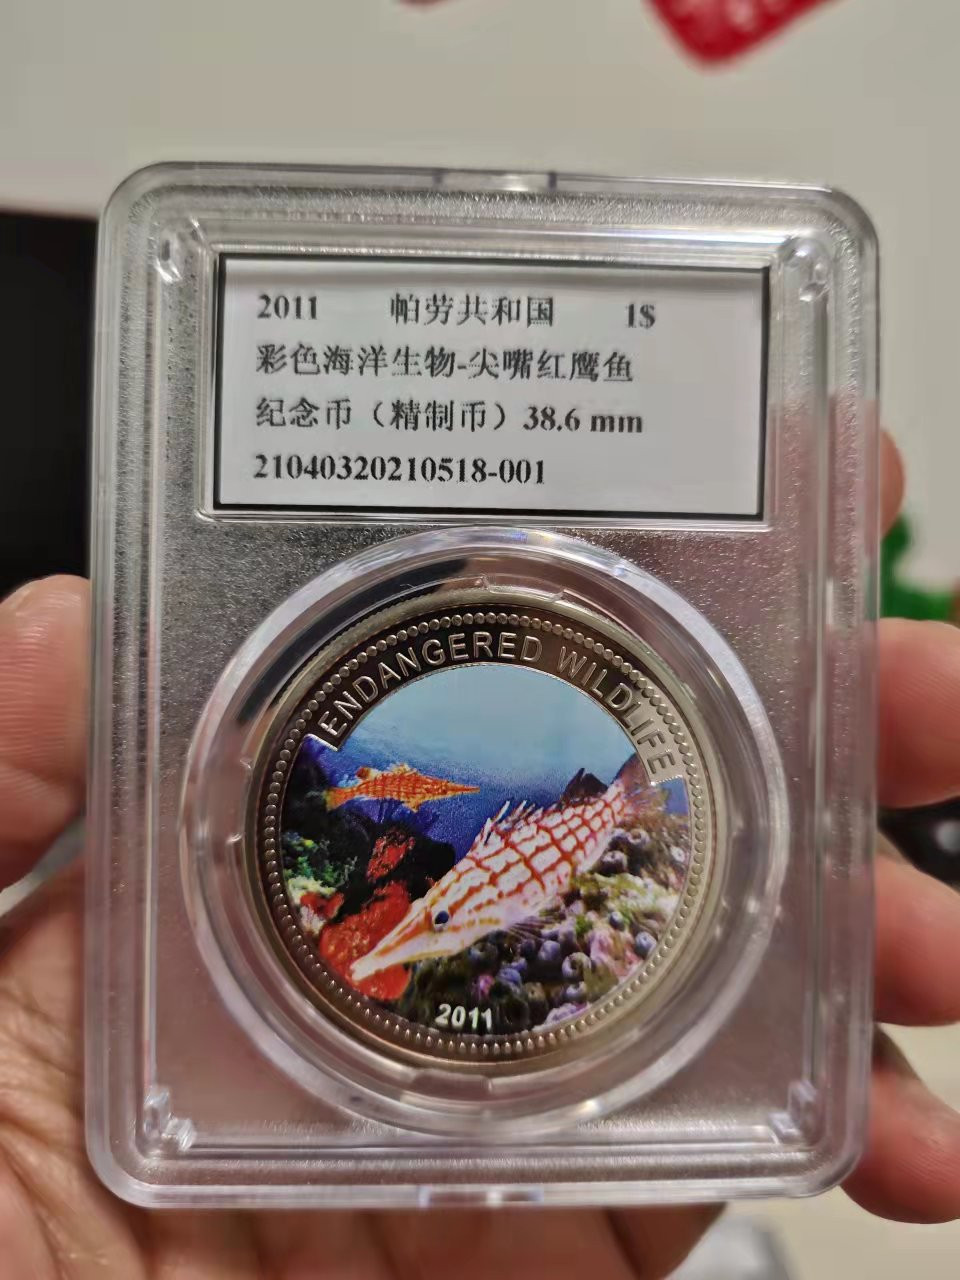 2011 帕劳共和国 1$
彩色海洋生物-尖嘴红鹰鱼
纪念币（精制币）38.6 mm
21040320210518-001
ENDANGERED WILDLIFE
2011